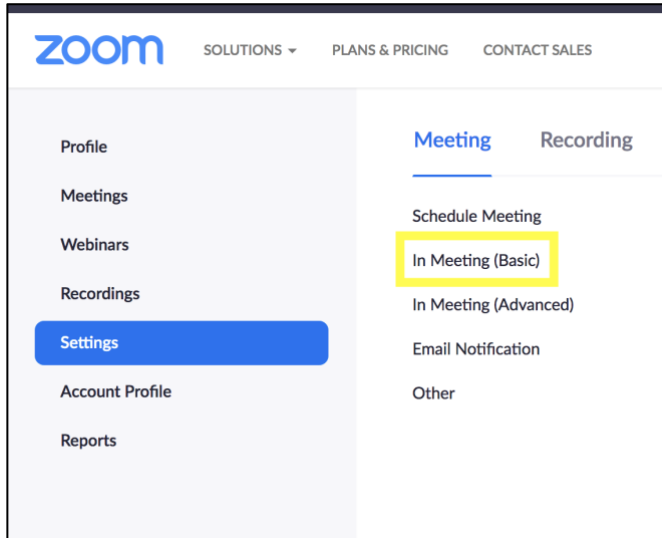 zoom SOLUTIONS PLANS & PRICING CONTACT SALES
Profile
Meetings
Webinars
Recordings
Settings
Account Profile
Reports
Meeting Recording
Schedule Meeting
In Meeting (Basic)
In Meeting (Advanced)
Email Notification
Other